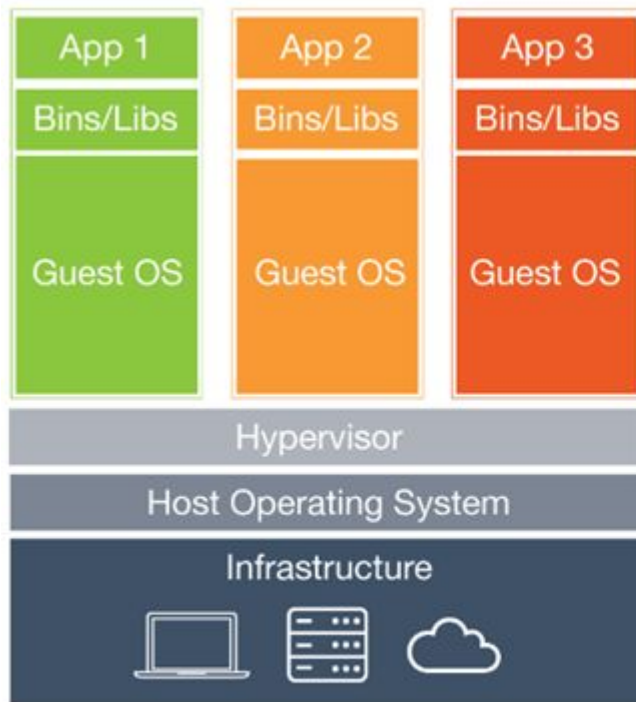 App 1
App 2
App 3
Bins/Libs
Bins/Libs
Bins/Libs
Guest OS
Guest OS
Guest OS
Hypervisor
Host Operating System
Infrastructure